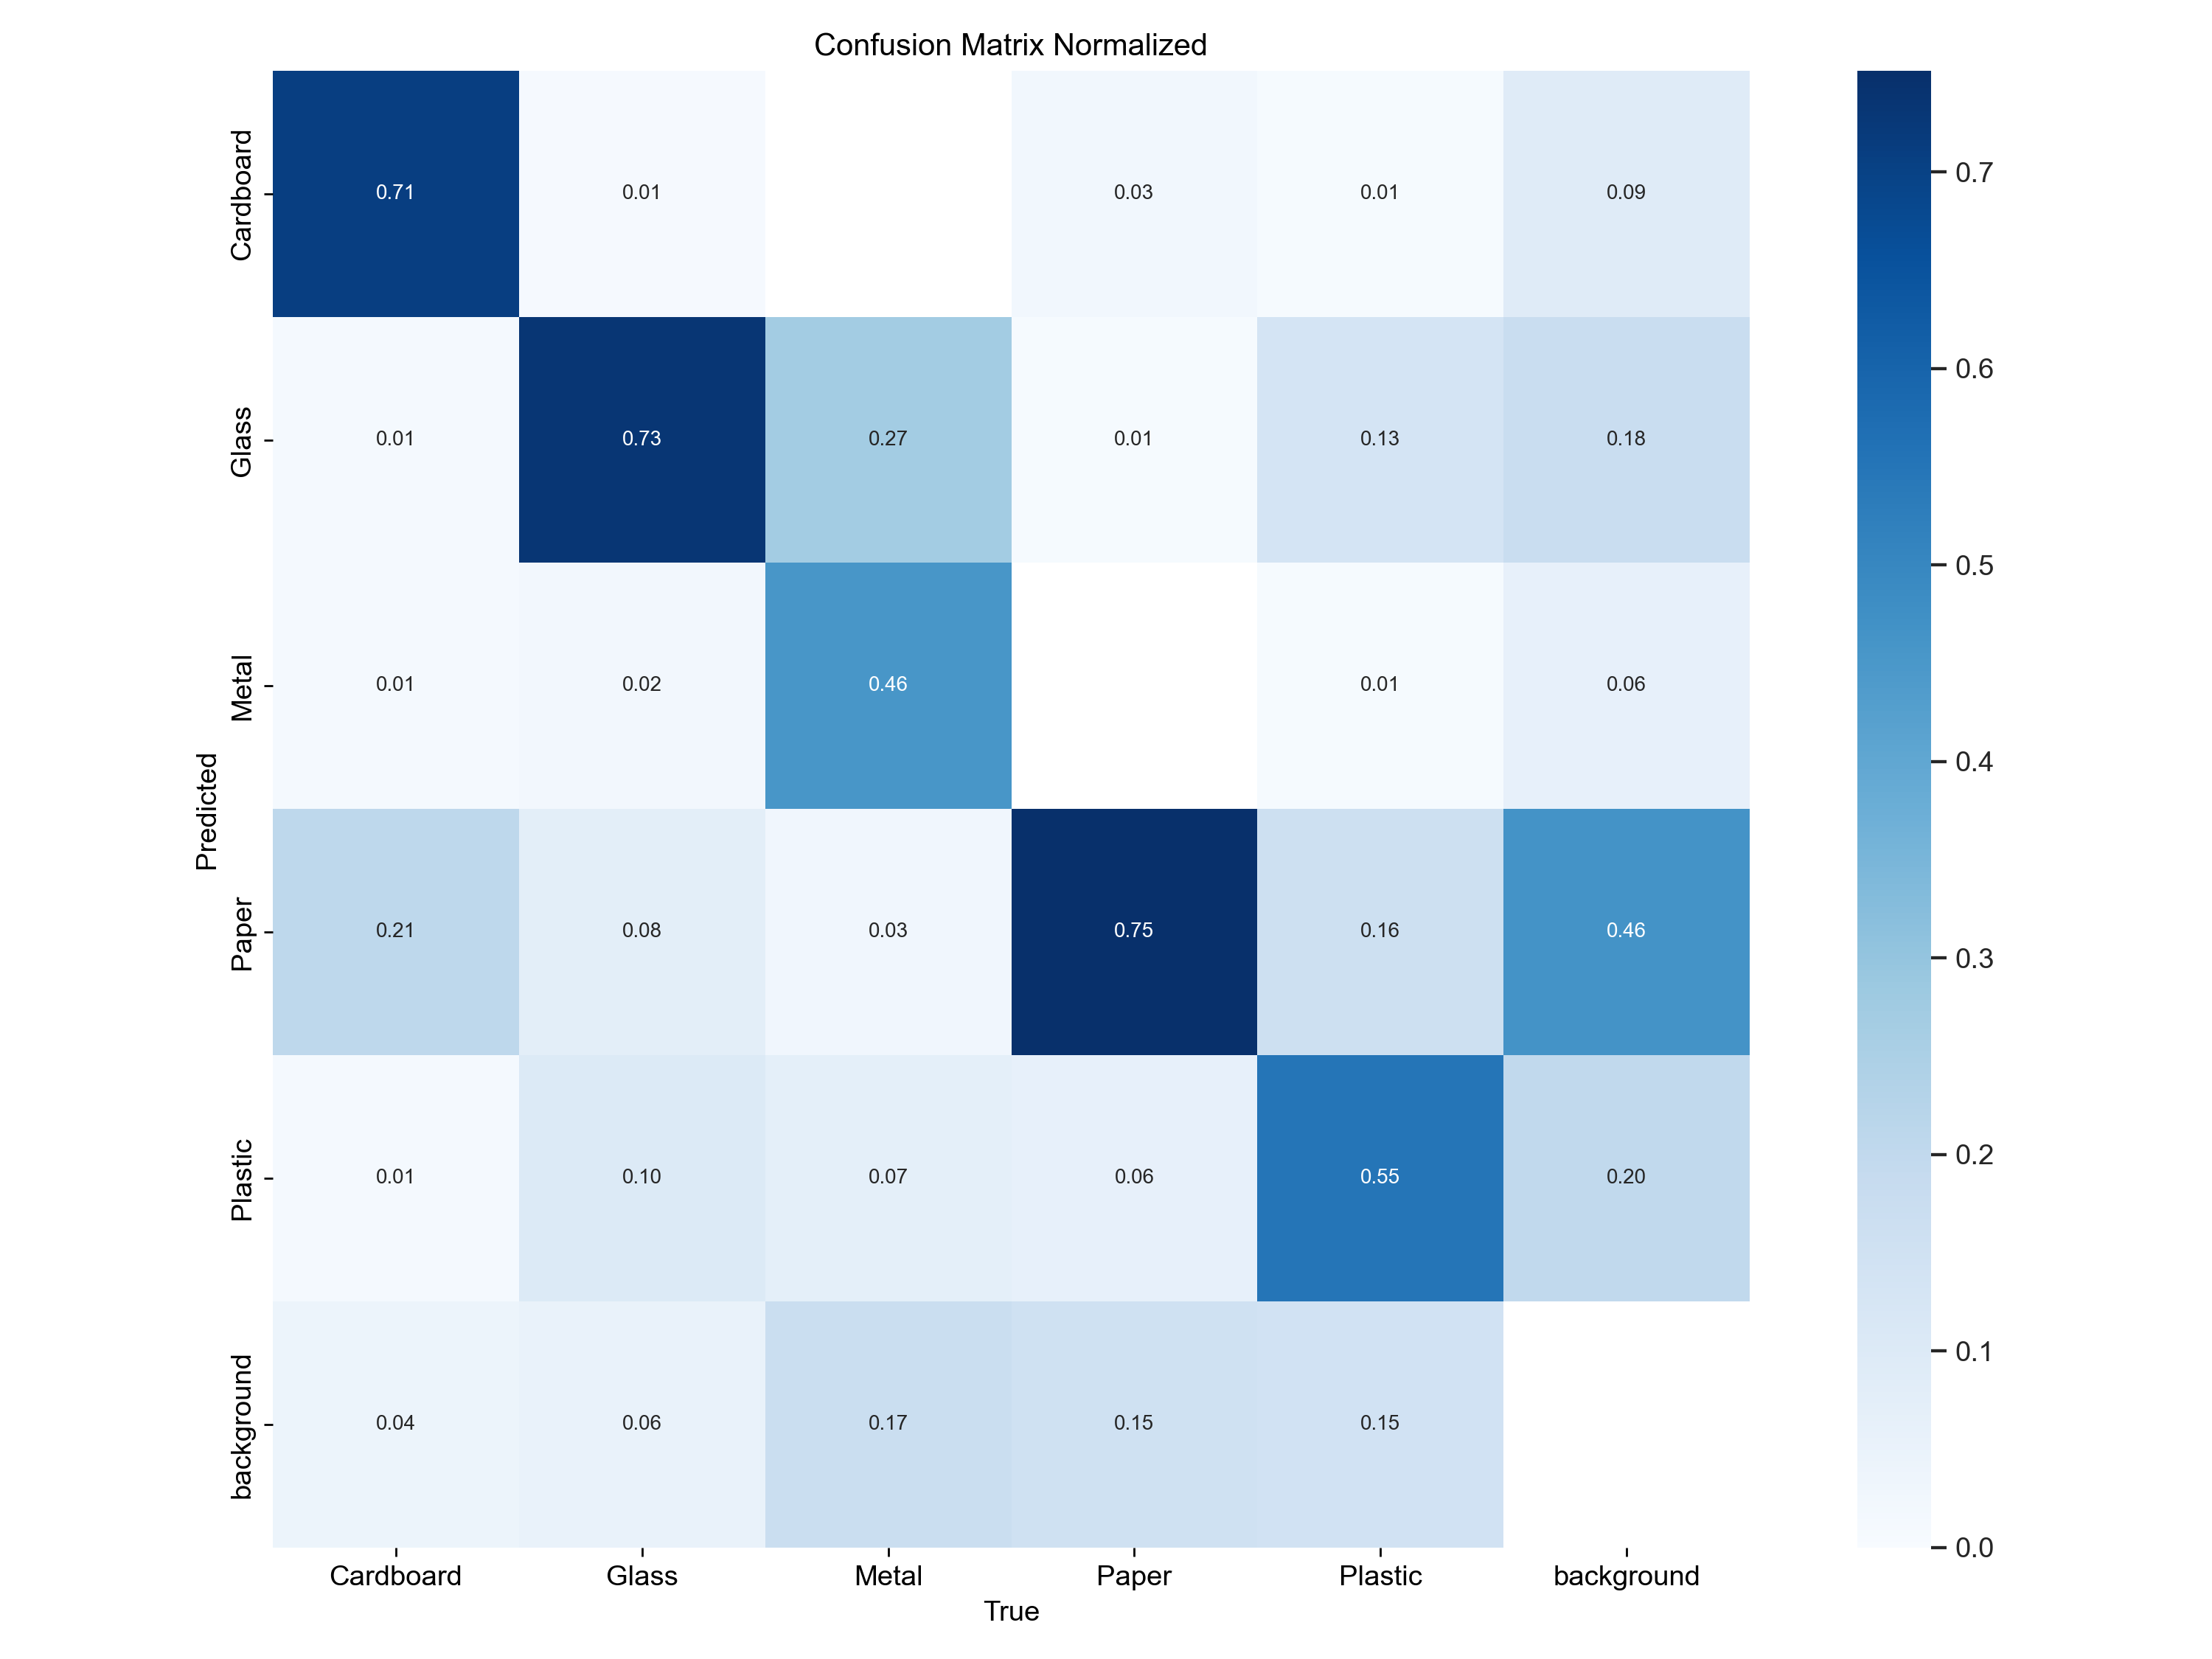 Confusion Matrix Normalized
Cardboard 0.71 0.01 0.03 0.01 0.09
Glass 0.01 0.73 0.27 0.01 0.13 0.18
Metal 0.01 0.02 0.46 0.01 0.06
Paper 0.21 0.08 0.03 0.75 0.16 0.46
Plastic 0.01 0.10 0.07 0.06 0.55 0.20
background 0.04 0.06 0.17 0.15 0.15
Predicted
Cardboard Glass Metal Paper Plastic background
True
0.7
0.6
0.5
0.4
0.3
0.2
0.1
0.0